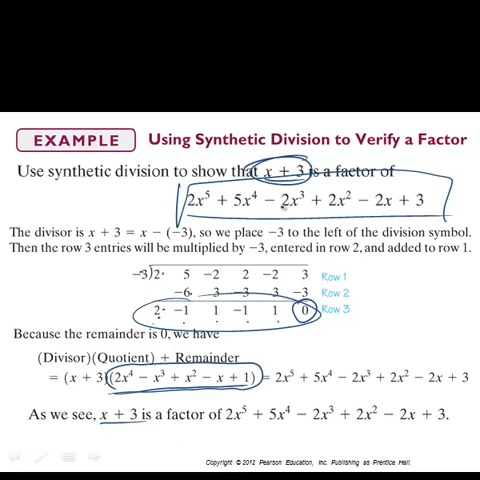 EXAMPLE Using Synthetic Division to Verify a Factor
Use synthetic division to show that x + 3 is a factor of
2x⁵ + 5x⁴ − 2x³ + 2x² − 2x + 3
The divisor is x + 3 = x − (−3), so we place −3 to the left of the division symbol.
Then the row 3 entries will be multiplied by −3, entered in row 2, and added to row 1.
−3)2 5 −2 2 −2 3 Row 1
−6 3 −3 3 −3 Row 2
2 −1 1 −1 1 0 Row 3
Because the remainder is 0, we have
(Divisor)(Quotient) + Remainder
= (x + 3)(2x⁴ − x³ + x² − x + 1) = 2x⁵ + 5x⁴ − 2x³ + 2x² − 2x + 3
As we see, x + 3 is a factor of 2x⁵ + 5x⁴ − 2x³ + 2x² − 2x + 3.
Copyright © 2012 Pearson Education, Inc. Publishing as Prentice Hall.